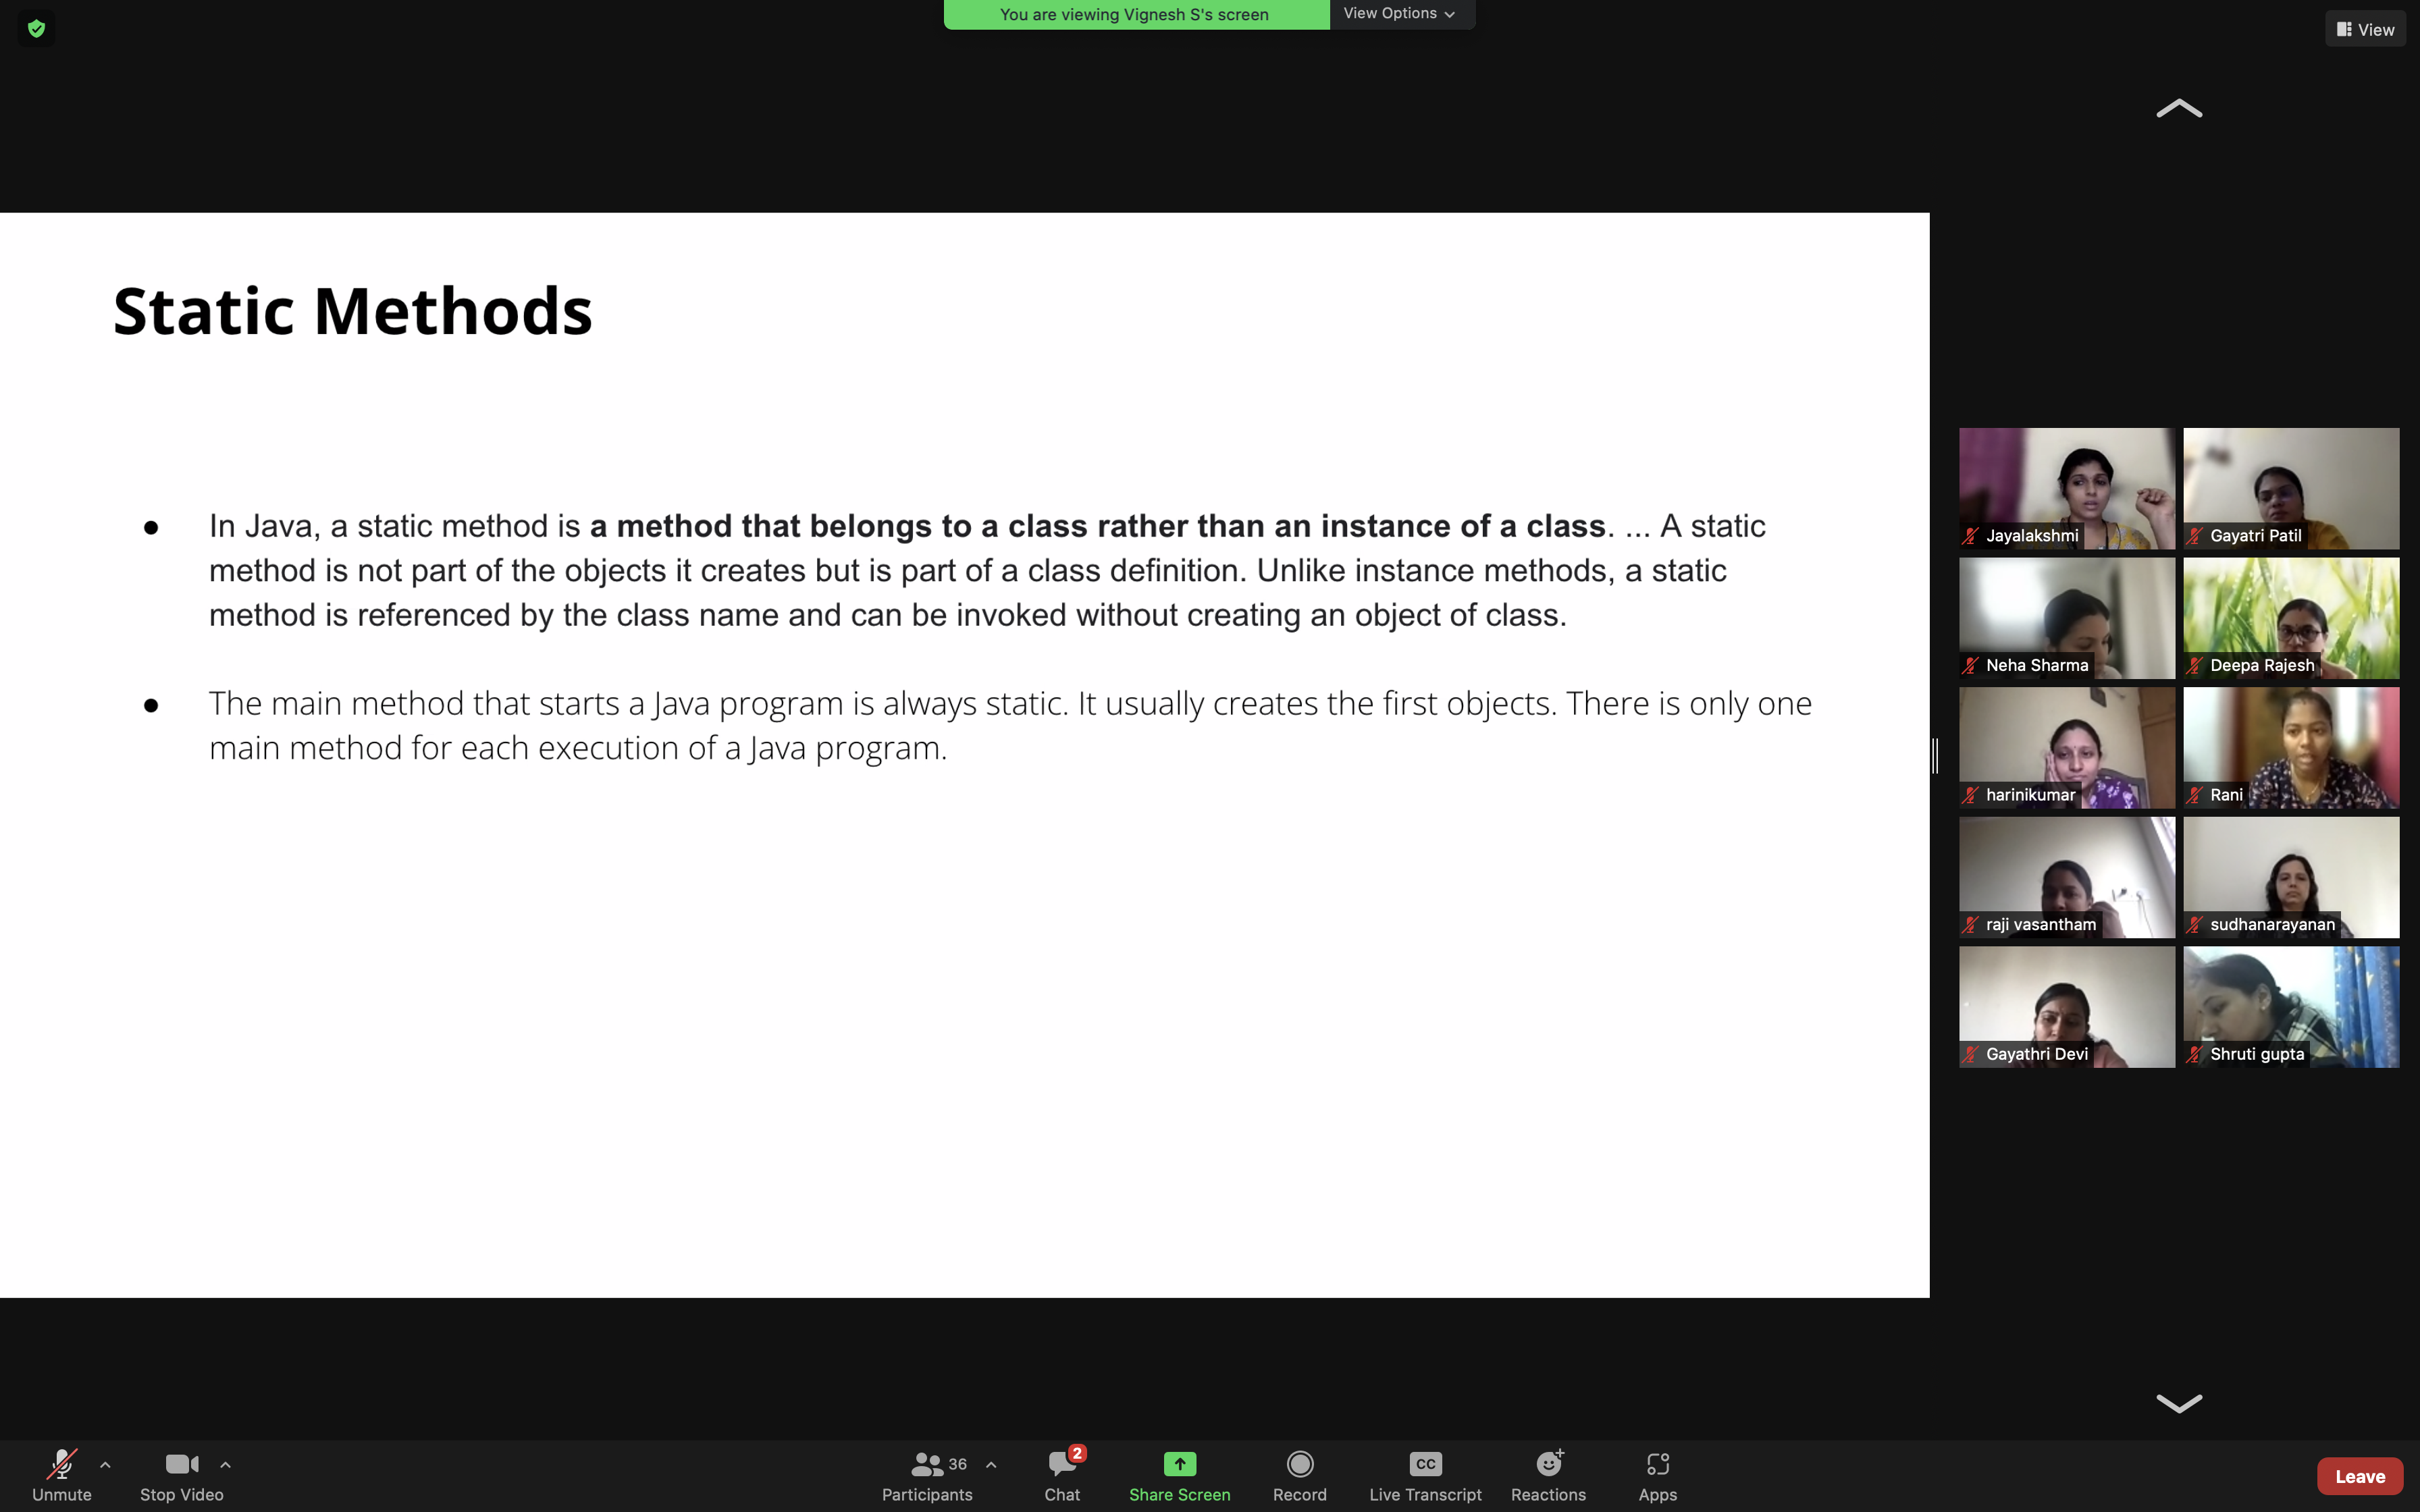 You are viewing Vignesh S's screen
View Options
View
Static Methods
● In Java, a static method is a method that belongs to a class rather than an instance of a class. ... A static
method is not part of the objects it creates but is part of a class definition. Unlike instance methods, a static
method is referenced by the class name and can be invoked without creating an object of class.
● The main method that starts a Java program is always static. It usually creates the first objects. There is only one
main method for each execution of a Java program.
Jayalakshmi
Gayatri Patil
Neha Sharma
Deepa Rajesh
harinikumar
Rani
raji vasantham
sudhanarayanan
Gayathri Devi
Shruti gupta
Unmute
Stop Video
36
Participants
2
Chat
Share Screen
Record
CC
Live Transcript
Reactions
Apps
Leave